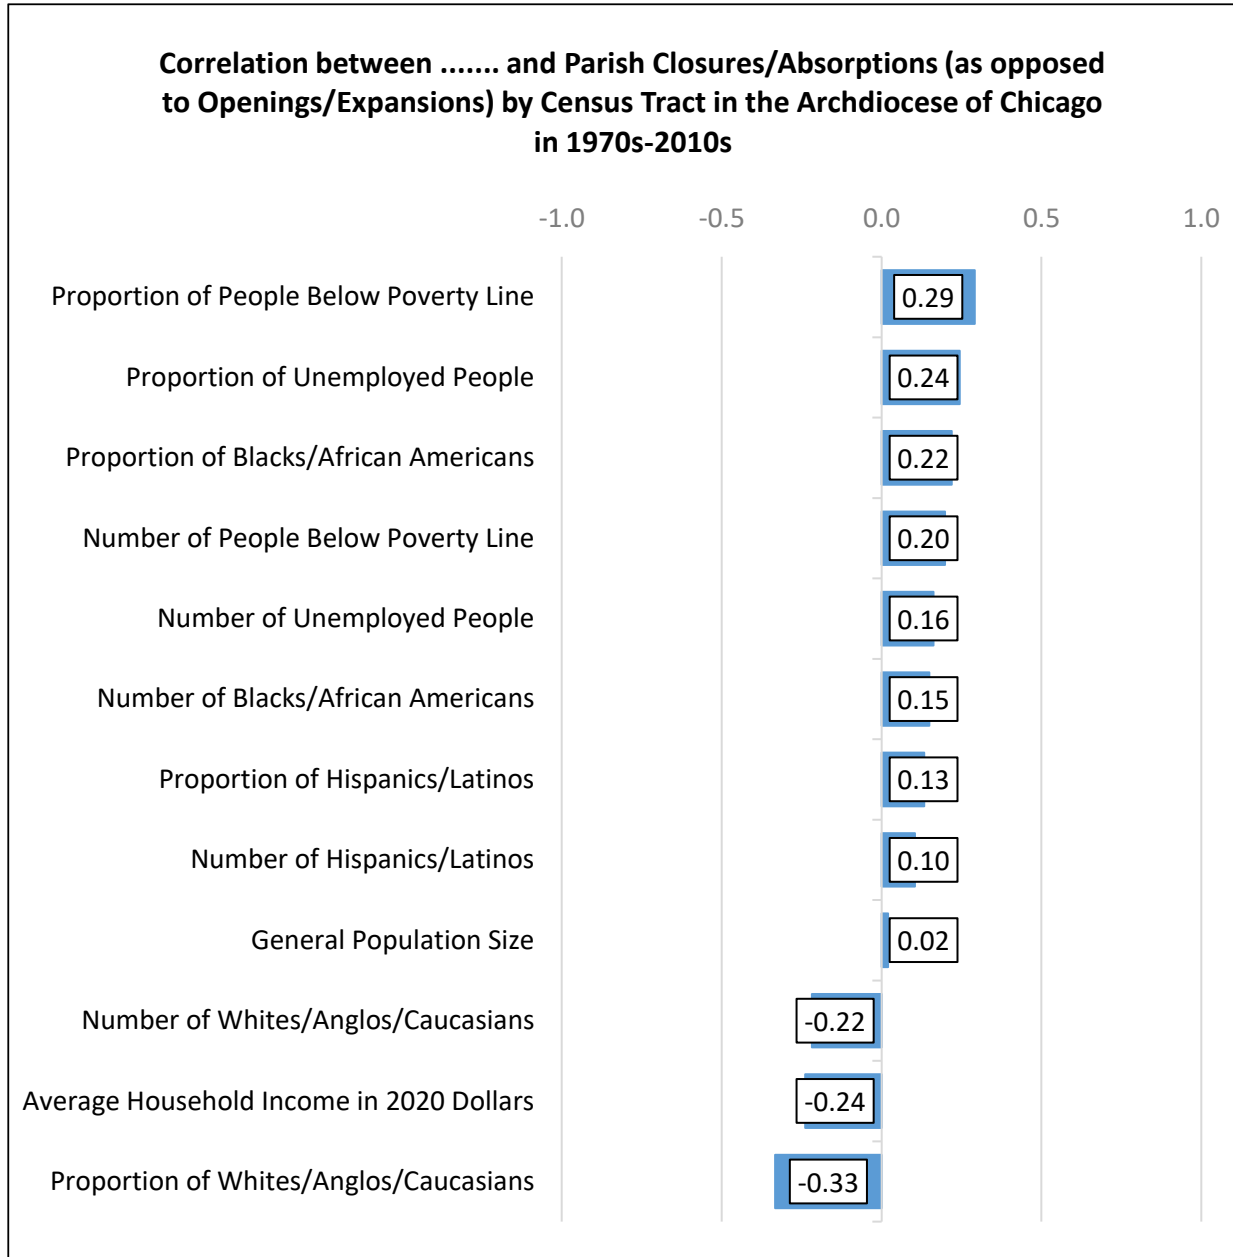 Correlation between ....... and Parish Closures/Absorptions (as opposed
to Openings/Expansions) by Census Tract in the Archdiocese of Chicago
in 1970s-2010s
-1.0 -0.5 0.0 0.5 1.0
Proportion of People Below Poverty Line 0.29
Proportion of Unemployed People 0.24
Proportion of Blacks/African Americans 0.22
Number of People Below Poverty Line 0.20
Number of Unemployed People 0.16
Number of Blacks/African Americans 0.15
Proportion of Hispanics/Latinos 0.13
Number of Hispanics/Latinos 0.10
General Population Size 0.02
Number of Whites/Anglos/Caucasians -0.22
Average Household Income in 2020 Dollars -0.24
Proportion of Whites/Anglos/Caucasians -0.33